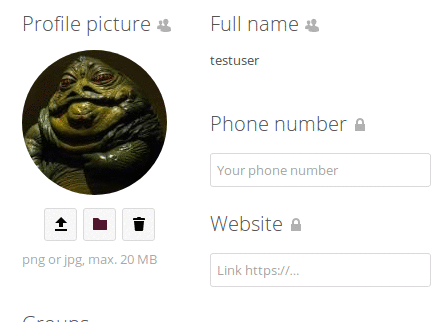 Profile picture
Full name
testuser
Phone number
Your phone number
Website
Link https://...
png or jpg, max. 20 MB
Groups